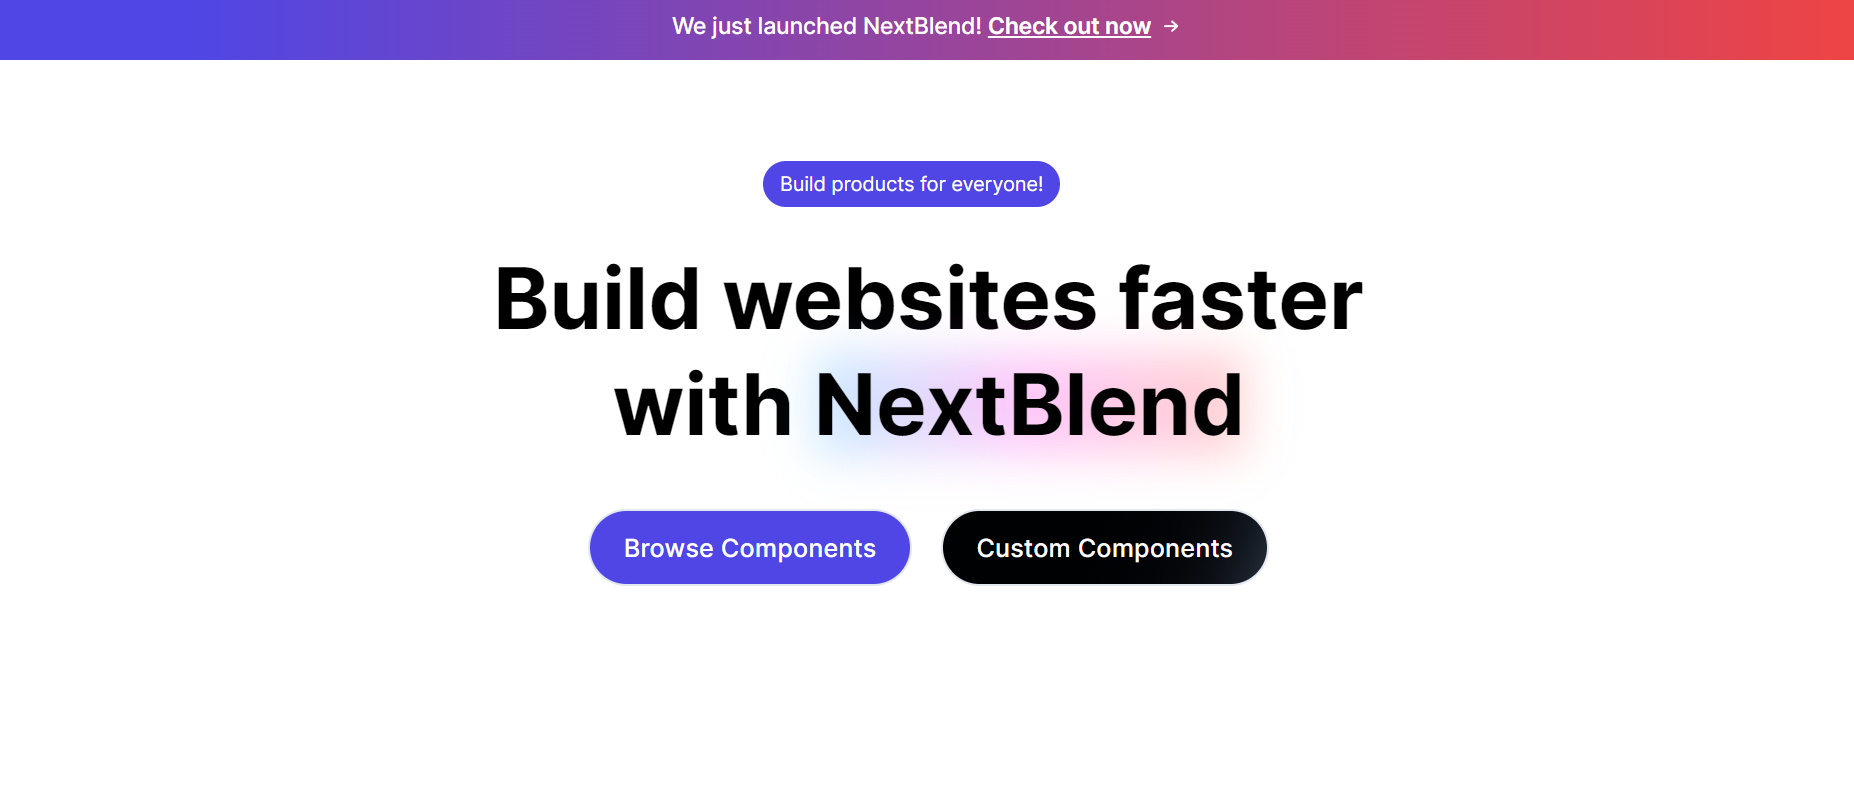 We just launched NextBlend! Check out now →
Build products for everyone!
Build websites faster
with NextBlend
Browse Components
Custom Components